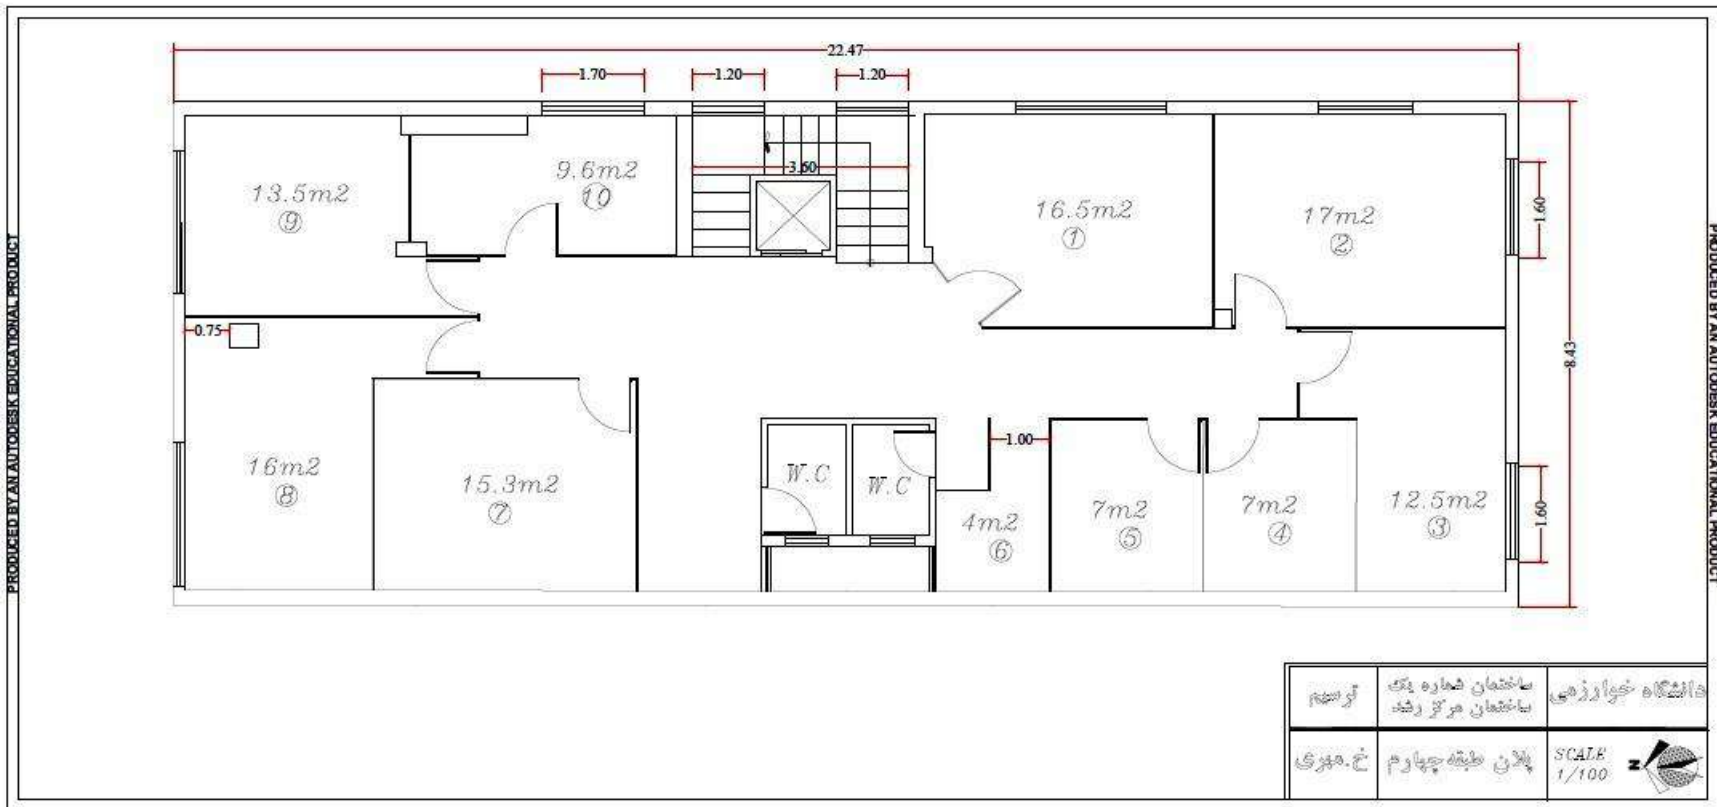 PRODUCED BY AN AUTODESK EDUCATIONAL PRODUCT
22.47
1.70
1.20
1.20
3.60
13.5m2
9
9.6m2
10
16.5m2
1
17m2
2
1.60
8.43
0.75
16m2
8
15.3m2
7
W.C
W.C
1.00
4m2
6
7m2
5
7m2
4
12.5m2
3
1.60
PRODUCED BY AN AUTODESK EDUCATIONAL PRODUCT
دانشگاه خوارزمی
ساختمان شماره یک
ساختمان مرکز رشد
ترسیم
SCALE
1/100
N
پلان طبقه چهارم
خ.مهری